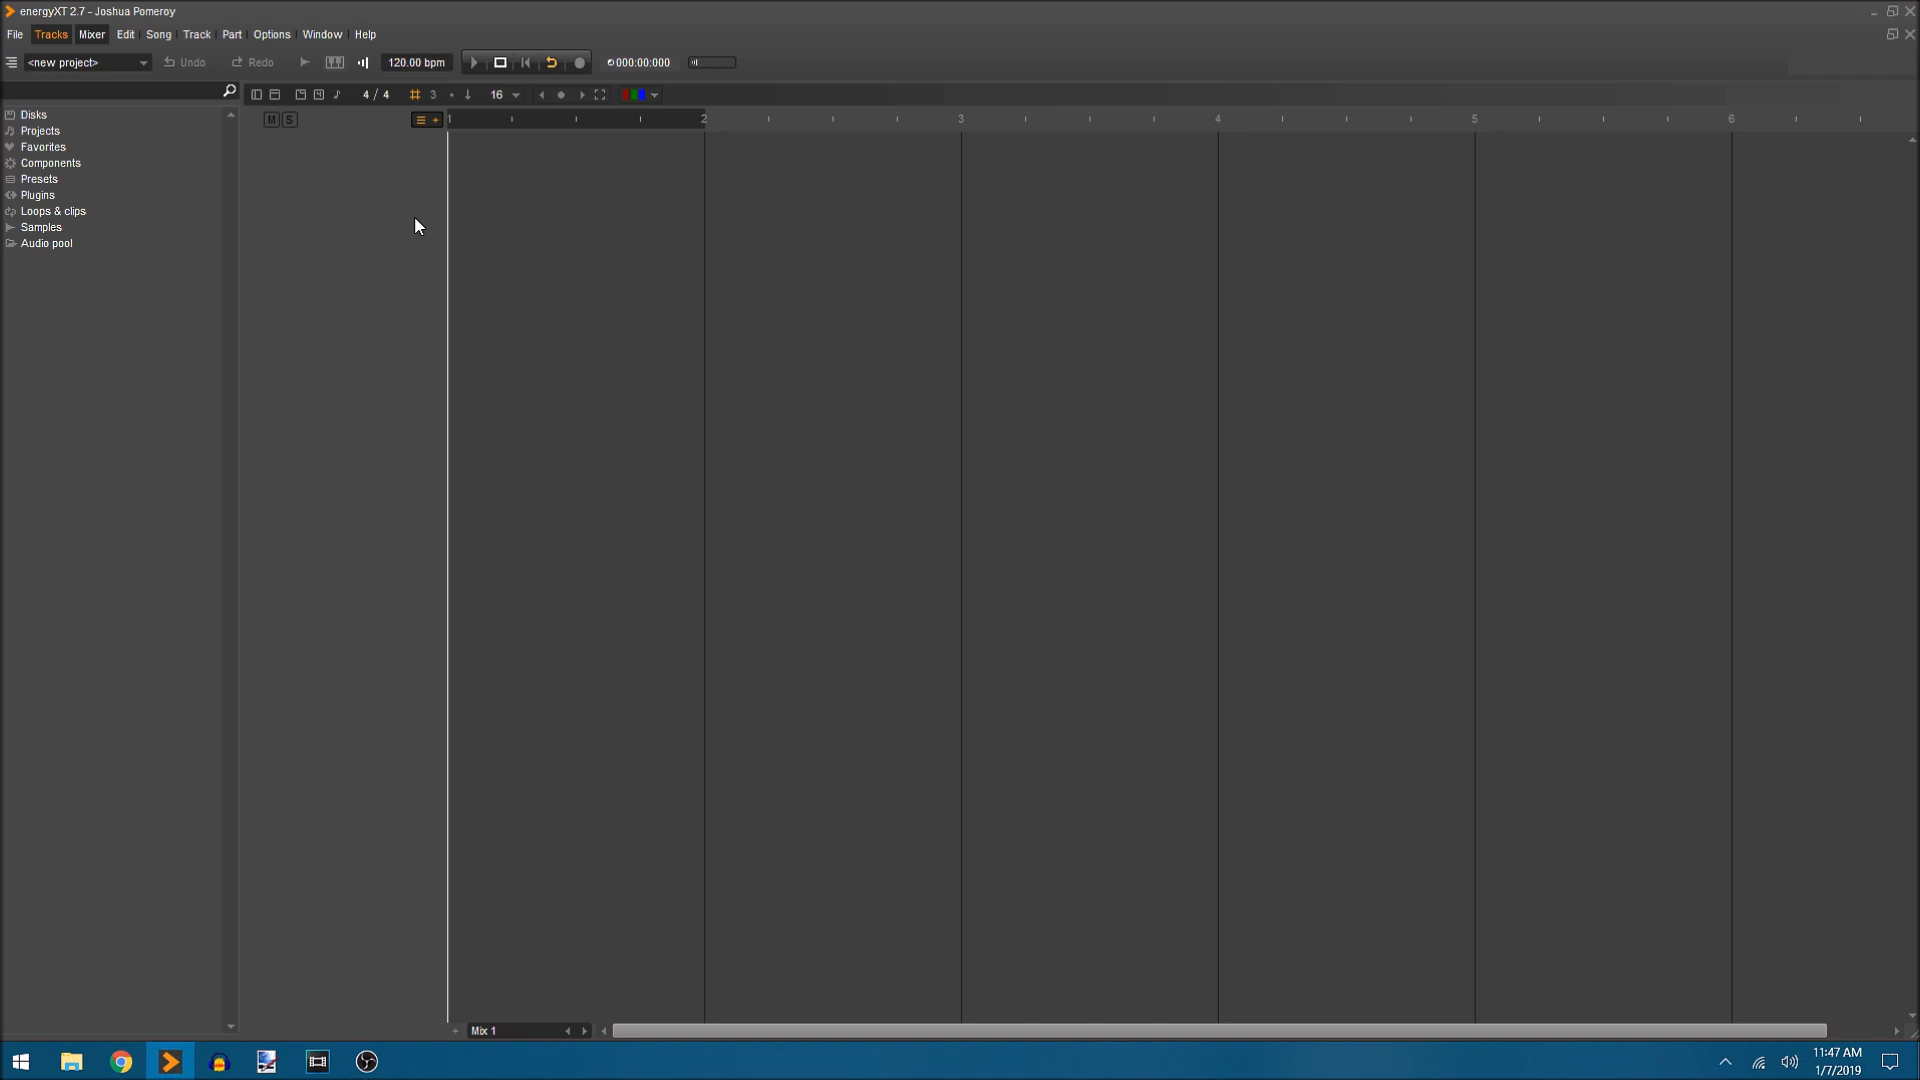 energyXT 2.7 - Joshua Pomeroy
File Tracks Mixer Edit Song Track Part Options Window Help
<new project> Undo Redo 120.00 bpm 000:00:000
4 / 4 3 16
Disks
Projects
Favorites
Components
Presets
Plugins
Loops & clips
Samples
Audio pool
M S 1 2 3 4 5 6
Mix 1
11:47 AM
1/7/2019